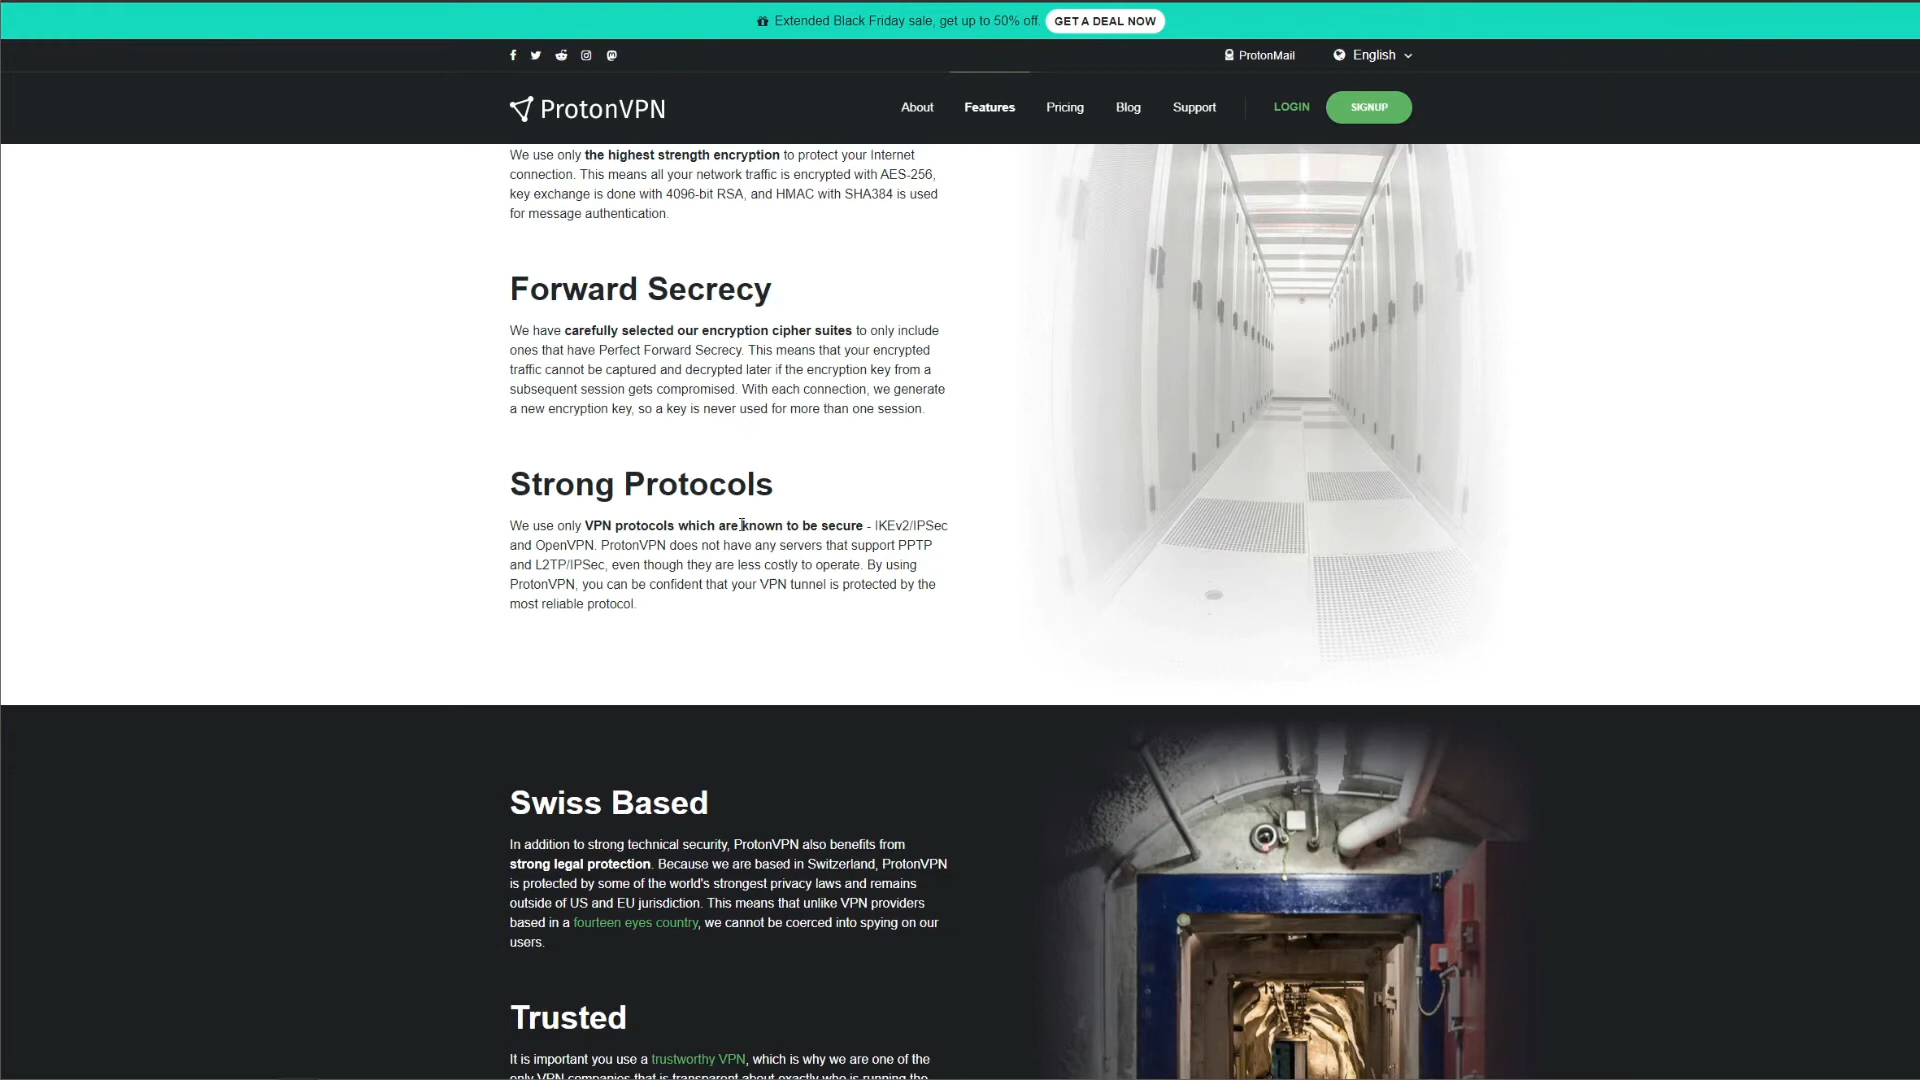 Extended Black Friday sale, get up to 50% off. GET A DEAL NOW
ProtonMail English
ProtonVPN About Features Pricing Blog Support LOGIN SIGNUP
We use only the highest strength encryption to protect your Internet
connection. This means all your network traffic is encrypted with AES-256,
key exchange is done with 4096-bit RSA, and HMAC with SHA384 is used
for message authentication.
Forward Secrecy
We have carefully selected our encryption cipher suites to only include
ones that have Perfect Forward Secrecy. This means that your encrypted
traffic cannot be captured and decrypted later if the encryption key from a
subsequent session gets compromised. With each connection, we generate
a new encryption key, so a key is never used for more than one session.
Strong Protocols
We use only VPN protocols which are known to be secure - IKEv2/IPSec
and OpenVPN. ProtonVPN does not have any servers that support PPTP
and L2TP/IPSec, even though they are less costly to operate. By using
ProtonVPN, you can be confident that your VPN tunnel is protected by the
most reliable protocol.
Swiss Based
In addition to strong technical security, ProtonVPN also benefits from
strong legal protection. Because we are based in Switzerland, ProtonVPN
is protected by some of the world's strongest privacy laws and remains
outside of US and EU jurisdiction. This means that unlike VPN providers
based in a fourteen eyes country, we cannot be coerced into spying on our
users.
Trusted
It is important you use a trustworthy VPN, which is why we are one of the
only VPN companies that is transparent about exactly who is running the